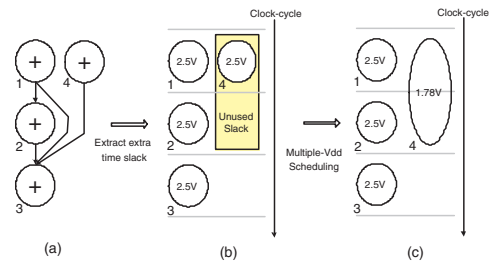 Clock-cycle
Clock-cycle
+
+
1
4
+
2
+
3
Extract extra
time slack
(a)
2.5V
2.5V
1
4
2.5V
2
Unused
Slack
2.5V
3
(b)
Multiple-Vdd
Scheduling
2.5V
1
1.78V
2.5V
2
4
2.5V
3
(c)